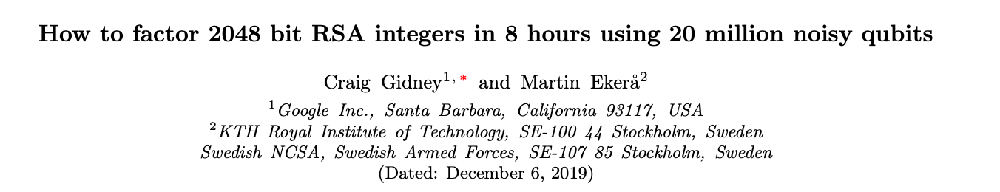 How to factor 2048 bit RSA integers in 8 hours using 20 million noisy qubits
Craig Gidney1, * and Martin Ekerå2
1Google Inc., Santa Barbara, California 93117, USA
2KTH Royal Institute of Technology, SE-100 44 Stockholm, Sweden
Swedish NCSA, Swedish Armed Forces, SE-107 85 Stockholm, Sweden
(Dated: December 6, 2019)